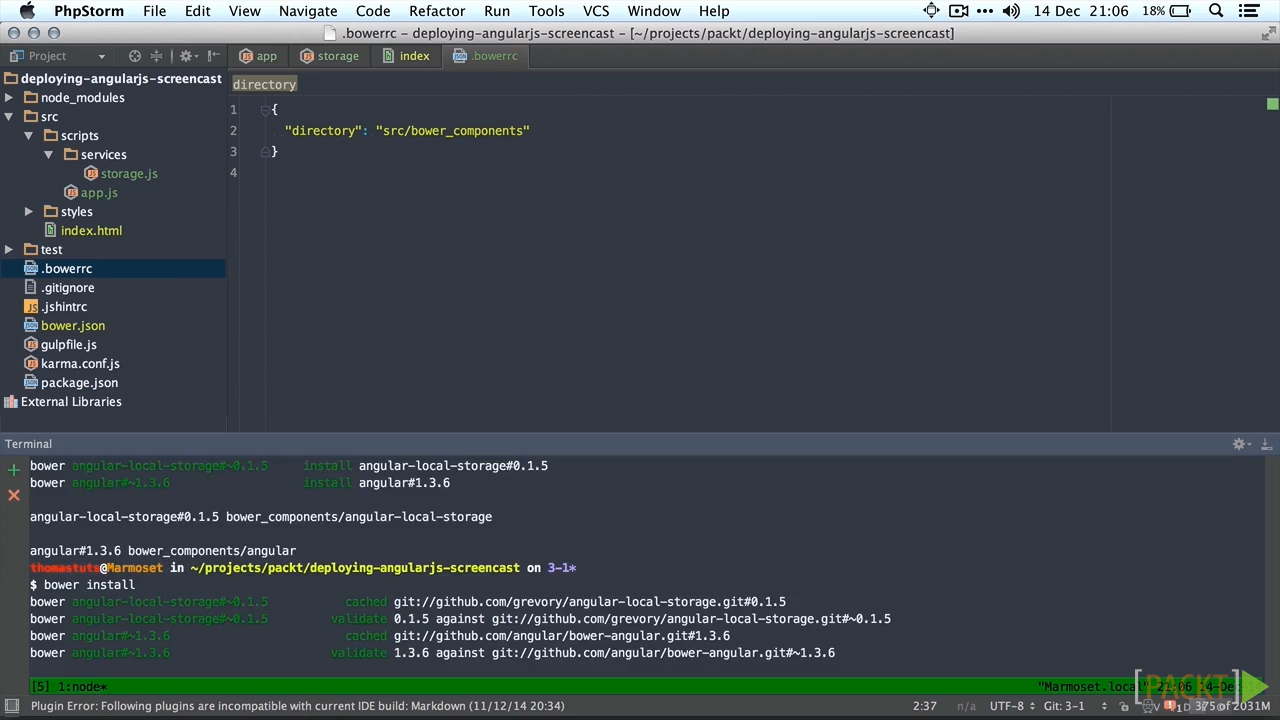 PhpStorm File Edit View Navigate Code Refactor Run Tools VCS Window Help 14 Dec 21:06 18%
.bowerrc – deploying-angularjs-screencast – [~/projects/packt/deploying-angularjs-screencast]
Project app storage index .bowerrc
deploying-angularjs-screencast
node_modules
src
scripts
services
storage.js
app.js
styles
index.html
test
.bowerrc
.gitignore
.jshintrc
bower.json
gulpfile.js
karma.conf.js
package.json
External Libraries
directory
1 {
2 "directory": "src/bower_components"
3 }
4
Terminal
bower angular-local-storage#~0.1.5 install angular-local-storage#0.1.5
bower angular#~1.3.6 install angular#1.3.6
angular-local-storage#0.1.5 bower_components/angular-local-storage
angular#1.3.6 bower_components/angular
thomastuts@Marmoset in ~/projects/packt/deploying-angularjs-screencast on 3-1*
$ bower install
bower angular-local-storage#~0.1.5 cached git://github.com/grevory/angular-local-storage.git#0.1.5
bower angular-local-storage#~0.1.5 validate 0.1.5 against git://github.com/grevory/angular-local-storage.git#~0.1.5
bower angular#~1.3.6 cached git://github.com/angular/bower-angular.git#1.3.6
bower angular#~1.3.6 validate 1.3.6 against git://github.com/angular/bower-angular.git#~1.3.6
[5] 1:node* "Marmoset.local" 21:06 14-Dec-
[PACKT]
Plugin Error: Following plugins are incompatible with current IDE build: Markdown (11/12/14 20:34) 2:37 n/a UTF-8 Git: 3-1 375 of 2031M